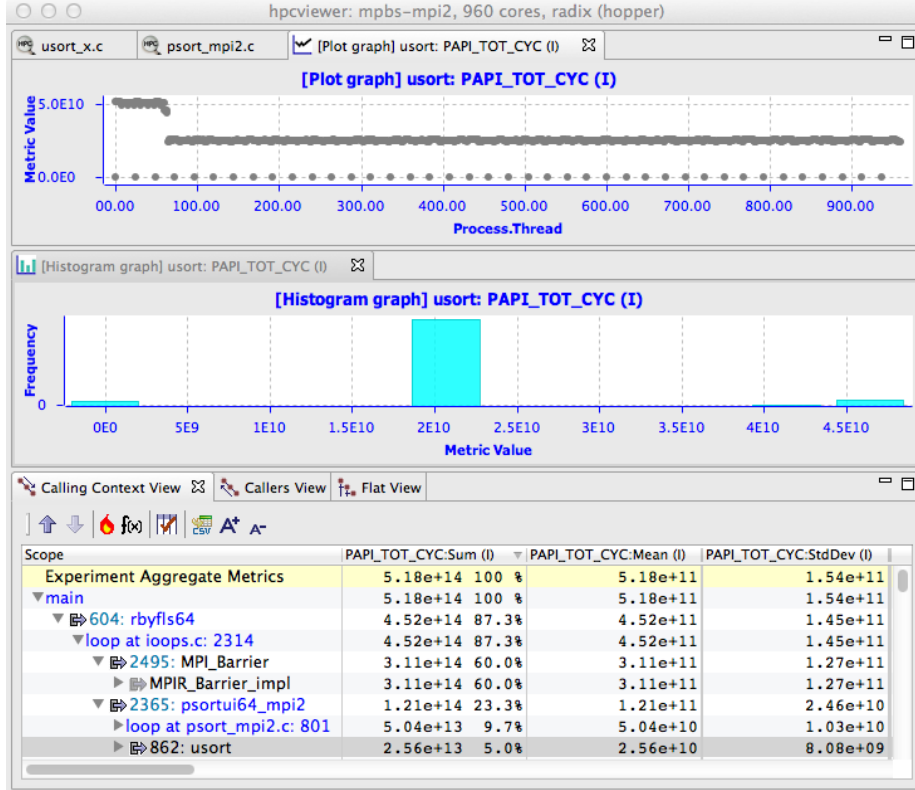 hpcviewer: mpbs-mpi2, 960 cores, radix (hopper)
usort_x.c psort_mpi2.c [Plot graph] usort: PAPI_TOT_CYC (I)
[Plot graph] usort: PAPI_TOT_CYC (I)
Metric Value
5.0E10
0.0E0
00.00 100.00 200.00 300.00 400.00 500.00 600.00 700.00 800.00 900.00
Process.Thread
[Histogram graph] usort: PAPI_TOT_CYC (I)
[Histogram graph] usort: PAPI_TOT_CYC (I)
Frequency
0
0E0 5E9 1E10 1.5E10 2E10 2.5E10 3E10 3.5E10 4E10 4.5E10
Metric Value
Calling Context View Callers View Flat View
f(x) CSV A+ A-
Scope PAPI_TOT_CYC:Sum (I) PAPI_TOT_CYC:Mean (I) PAPI_TOT_CYC:StdDev (I)
Experiment Aggregate Metrics 5.18e+14 100 % 5.18e+11 1.54e+11
main 5.18e+14 100 % 5.18e+11 1.54e+11
604: rbyfls64 4.52e+14 87.3% 4.52e+11 1.45e+11
loop at ioops.c: 2314 4.52e+14 87.3% 4.52e+11 1.45e+11
2495: MPI_Barrier 3.11e+14 60.0% 3.11e+11 1.27e+11
MPIR_Barrier_impl 3.11e+14 60.0% 3.11e+11 1.27e+11
2365: psortui64_mpi2 1.21e+14 23.3% 1.21e+11 2.46e+10
loop at psort_mpi2.c: 801 5.04e+13 9.7% 5.04e+10 1.03e+10
862: usort 2.56e+13 5.0% 2.56e+10 8.08e+09